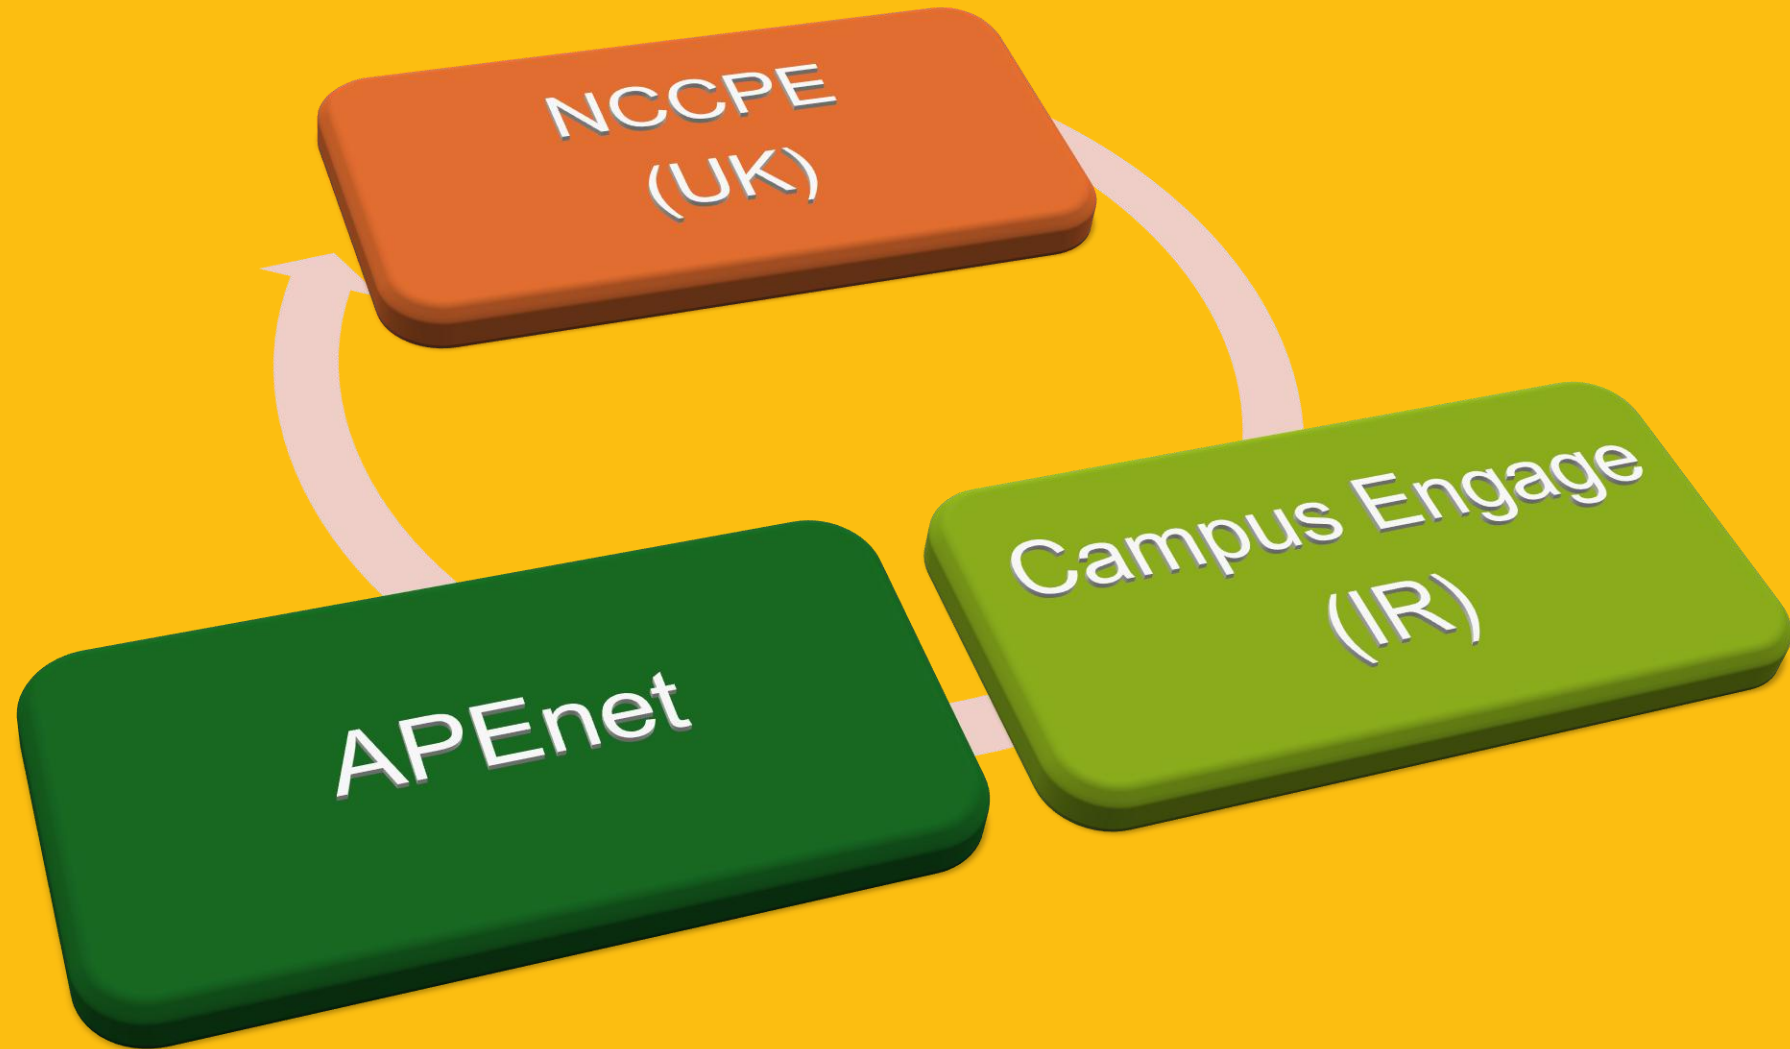 NCCPE
(UK)
Campus Engage
(IR)
APEnet